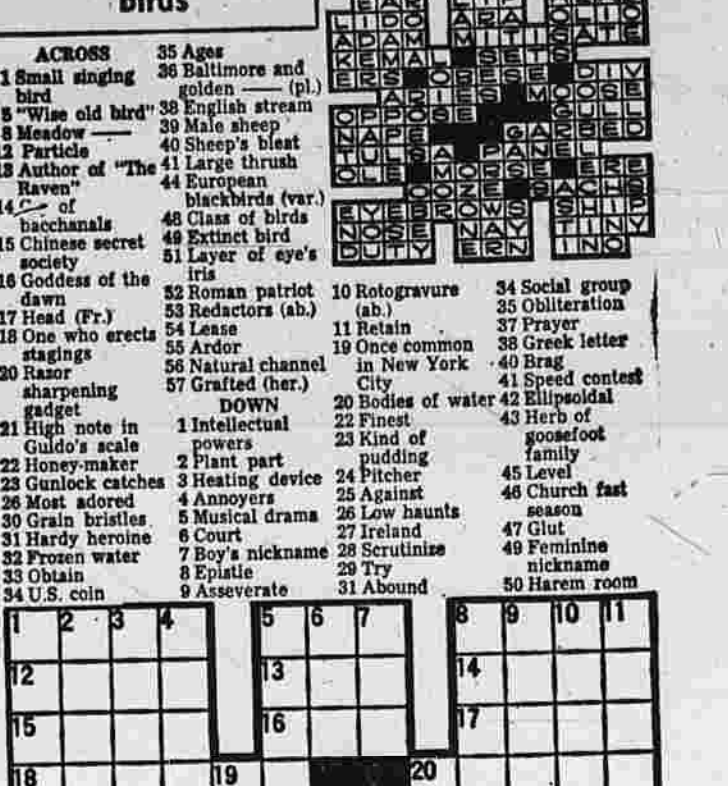 Birds
ACROSS
1 Small singing
bird
5 "Wise old bird"
8 Meadow ——
12 Particle
13 Author of "The
Raven"
14 of
bacchanals
15 Chinese secret
society
16 Goddess of the
dawn
17 Head (Fr.)
18 One who erects
stagings
20 Razor
sharpening
gadget
21 High note in
Guido's scale
22 Honey-maker
23 Gunlock catches
26 Most adored
30 Grain bristles
31 Hardy heroine
32 Frozen water
33 Obtain
34 U.S. coin
35 Ages
36 Baltimore and
golden —— (pl.)
38 English stream
39 Male sheep
40 Sheep's bleat
41 Large thrush
44 European
blackbirds (var.)
48 Class of birds
49 Extinct bird
51 Layer of eye's
iris
52 Roman patriot
53 Redactors (ab.)
54 Lease
55 Ardor
56 Natural channel
57 Grafted (her.)
DOWN
1 Intellectual
powers
2 Plant part
3 Heating device
4 Annoyers
5 Musical drama
6 Court
7 Boy's nickname
8 Epistle
9 Asseverate
10 Rotogravure
(ab.)
11 Retain
19 Once common
in New York
City
20 Bodies of water
22 Finest
23 Kind of
pudding
24 Pitcher
25 Against
26 Low haunts
27 Ireland
28 Scrutinize
29 Try
31 Abound
34 Social group
35 Obliteration
37 Prayer
38 Greek letter
40 Brag
41 Speed contest
42 Ellipsoidal
43 Herb of
goosefoot
family
45 Level
46 Church fast
season
47 Glut
49 Feminine
nickname
50 Harem room
LIDO ARA OLIO
ADAM MITI ATE
KEMAL SETS
ERS OBESE DIV
ARIES MOOSE
OPPOSE GULL
NAPE GARBED
TULSA PANEL
OLE MORSE ERE
OOZE SACHS
EYEBROWS SHIP
NOSE NAY
DUTY ERN TINO
1 2 3 4 5 6 7 8 9 10 11
12 13 14
15 16 17
18 19 20